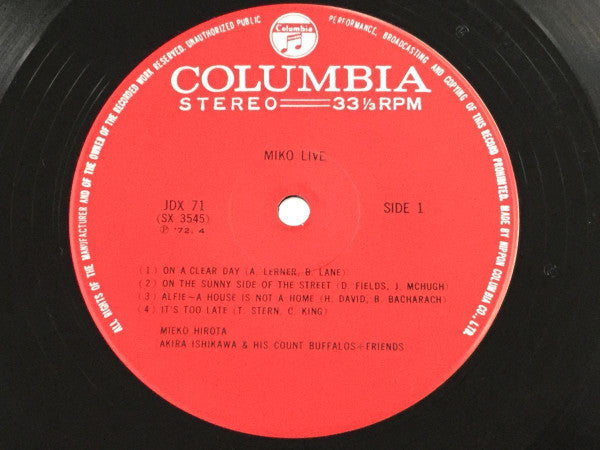 ALL RIGHTS OF THE MANUFACTURER AND OF THE OWNER OF THE RECORDED WORK RESERVED. UNAUTHORIZED PUBLIC PERFORMANCE, BROADCASTING AND COPYING OF THIS RECORD PROHIBITED. MADE BY NIPPON COLUMBIA CO., LTD.
Columbia
COLUMBIA
STEREO 33 1/3 RPM
MIKO LIVE
JDX 71
SIDE 1
(SX 3545)
Ⓟ '72. 4
(1) ON A CLEAR DAY (A. LERNER, B. LANE)
(2) ON THE SUNNY SIDE OF THE STREET (D. FIELDS, J. MCHUGH)
(3) ALFIE~A HOUSE IS NOT A HOME (H. DAVID, B. BACHARACH)
(4) IT'S TOO LATE (T. STERN, C. KING)
MIEKO HIROTA
AKIRA ISHIKAWA & HIS COUNT BUFFALOS+FRIENDS